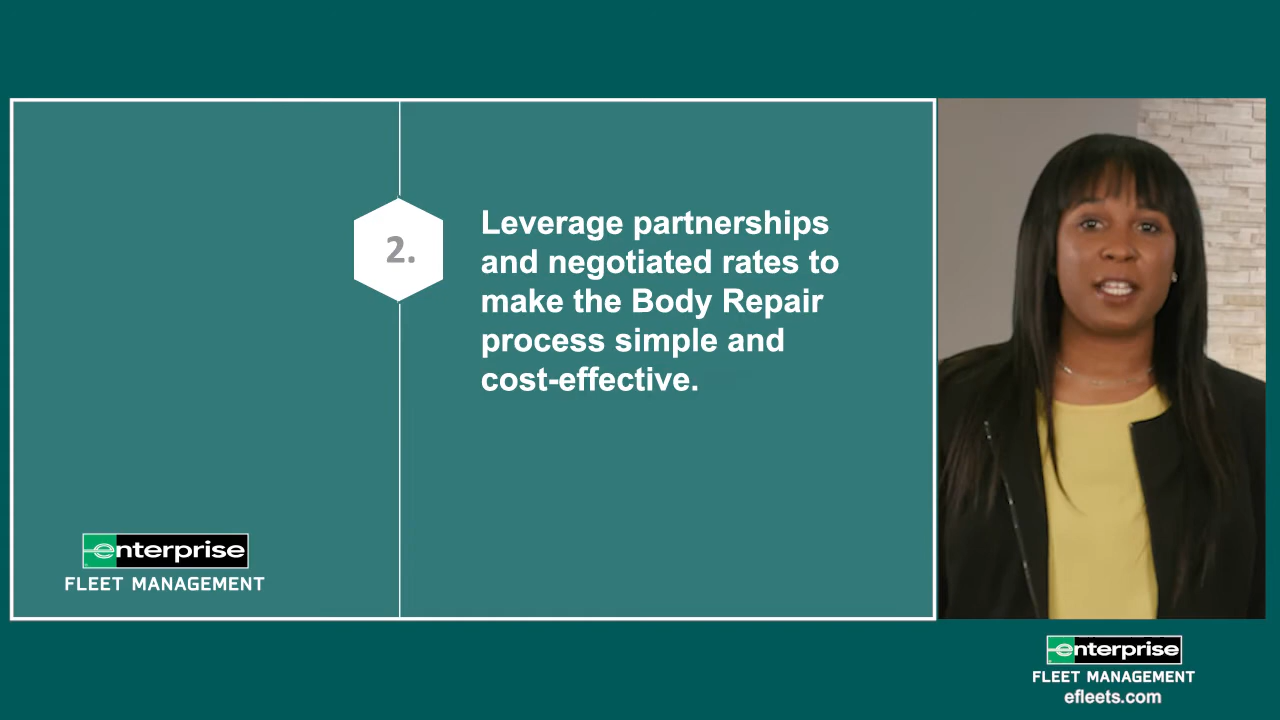 2.
Leverage partnerships
and negotiated rates to
make the Body Repair
process simple and
cost-effective.
enterprise
FLEET MANAGEMENT
enterprise
FLEET MANAGEMENT
efleets.com